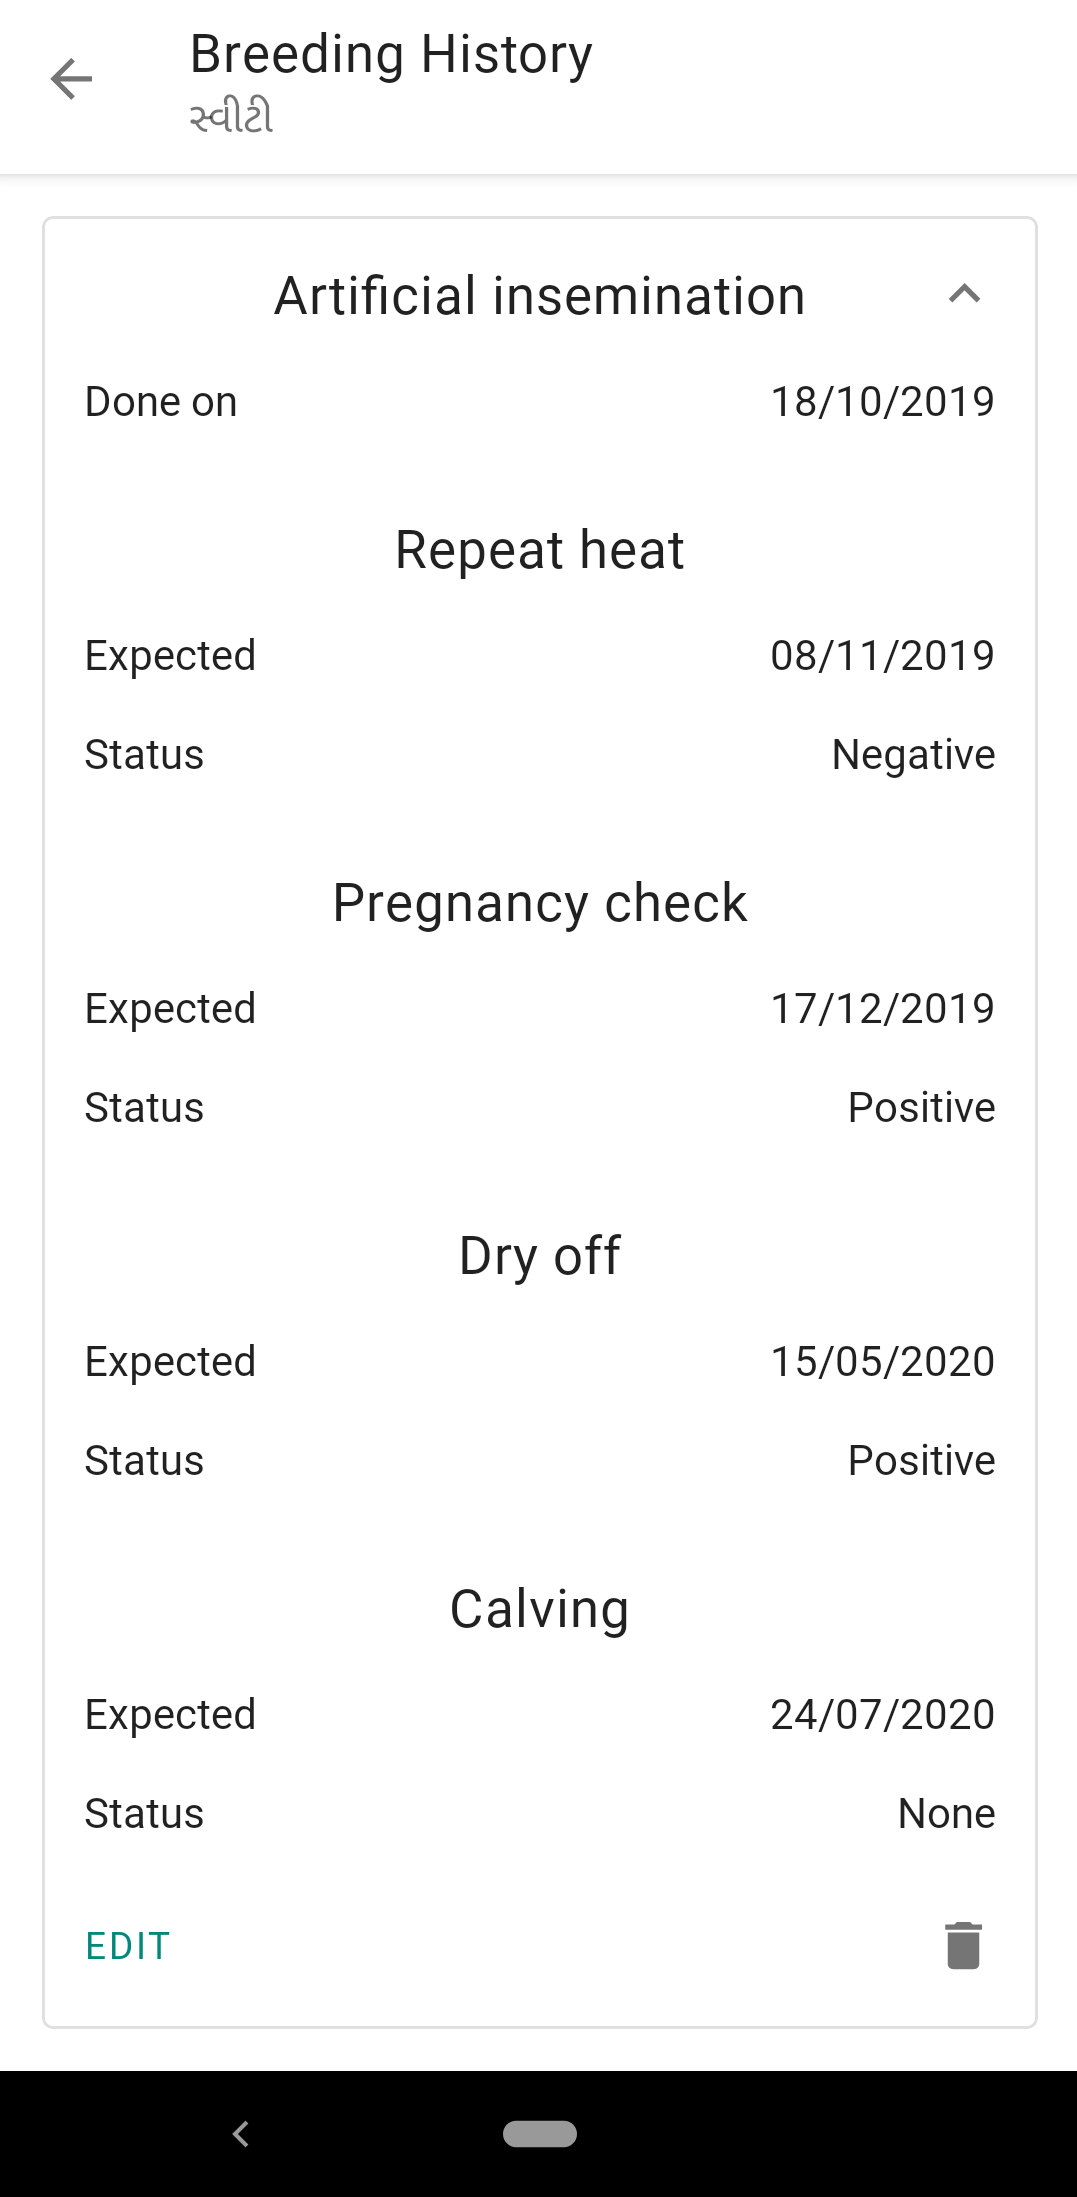 Breeding History
સ્વીટી
Artificial insemination
Done on 18/10/2019
Repeat heat
Expected 08/11/2019
Status Negative
Pregnancy check
Expected 17/12/2019
Status Positive
Dry off
Expected 15/05/2020
Status Positive
Calving
Expected 24/07/2020
Status None
EDIT